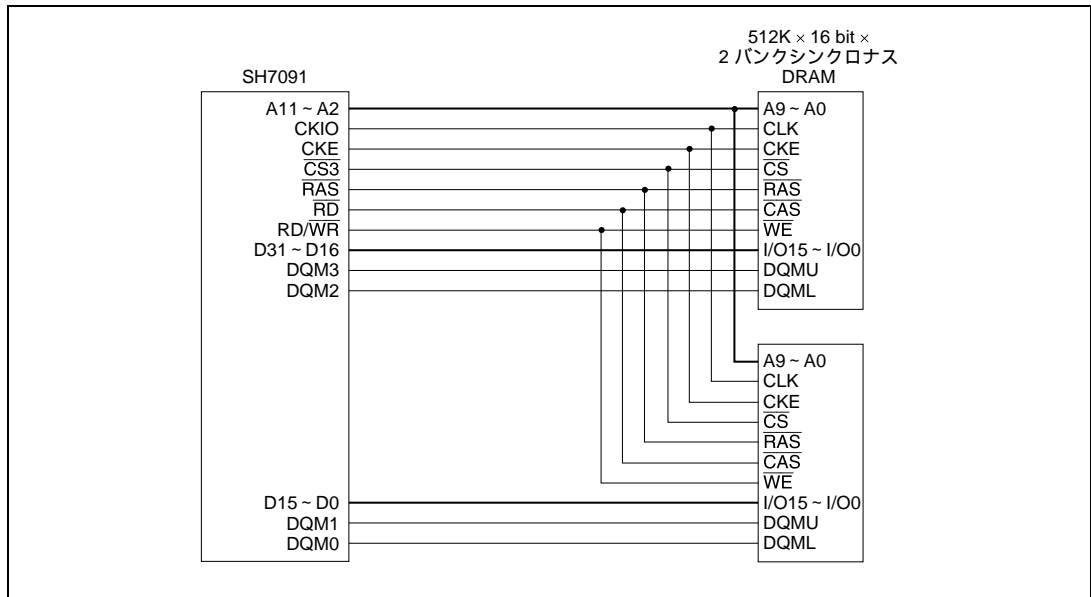 512K × 16 bit ×
2 バンクシンクロナス
DRAM
SH7091
A11 ~ A2
CKIO
CKE
CS3
RAS
RD
RD/WR
D31 ~ D16
DQM3
DQM2
D15 ~ D0
DQM1
DQM0
A9 ~ A0
CLK
CKE
CS
RAS
CAS
WE
I/O15 ~ I/O0
DQMU
DQML
A9 ~ A0
CLK
CKE
CS
RAS
CAS
WE
I/O15 ~ I/O0
DQMU
DQML